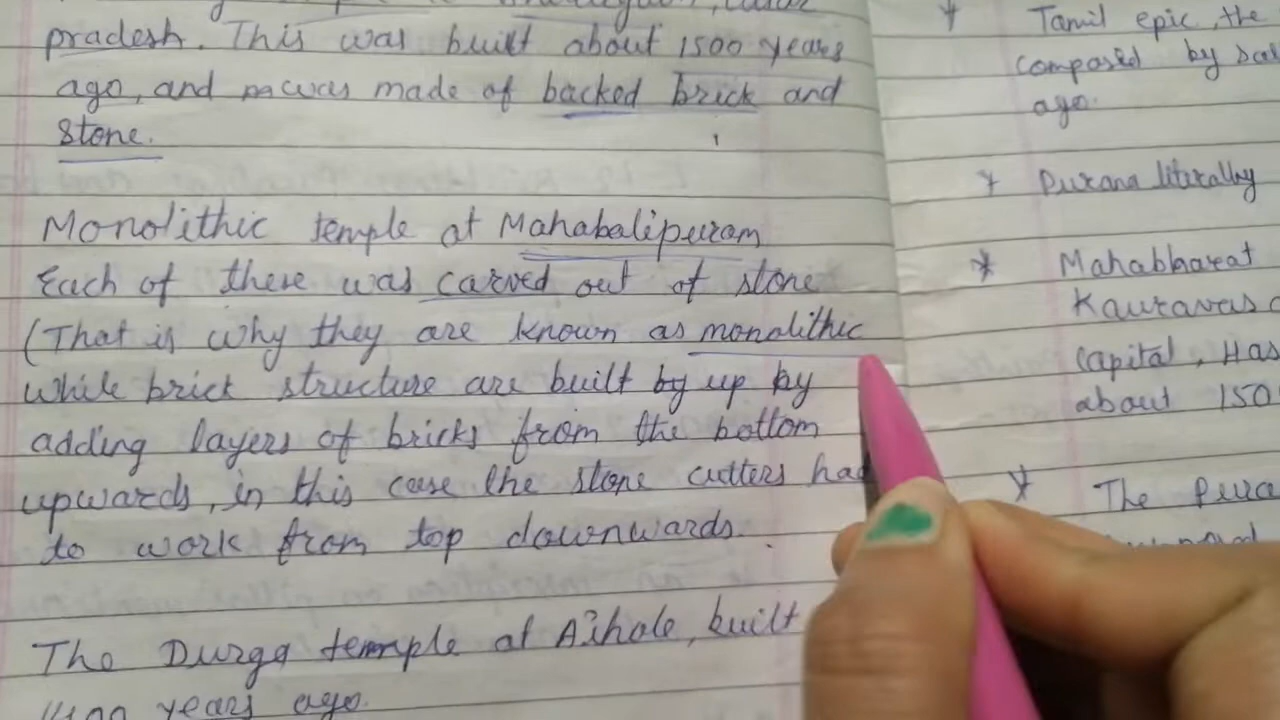 pradesh. This was built about 1500 years
ago, and was made of backed brick and
stone.
Monolithic temple at Mahabalipuram
Each of these was carved out of stone
(That is why they are known as monolithic
while brick structure are built by up by
adding layers of bricks from the bottom
upwards, in this case the stone cutters had
to work from top downwards.
The Durga temple at Aihole, built
1400 years ago.
* Tamil epic, the
composed by
ago.
* Purana literally
* Mahabharat
Kauravas
capital, Has
about 150
* The Pura